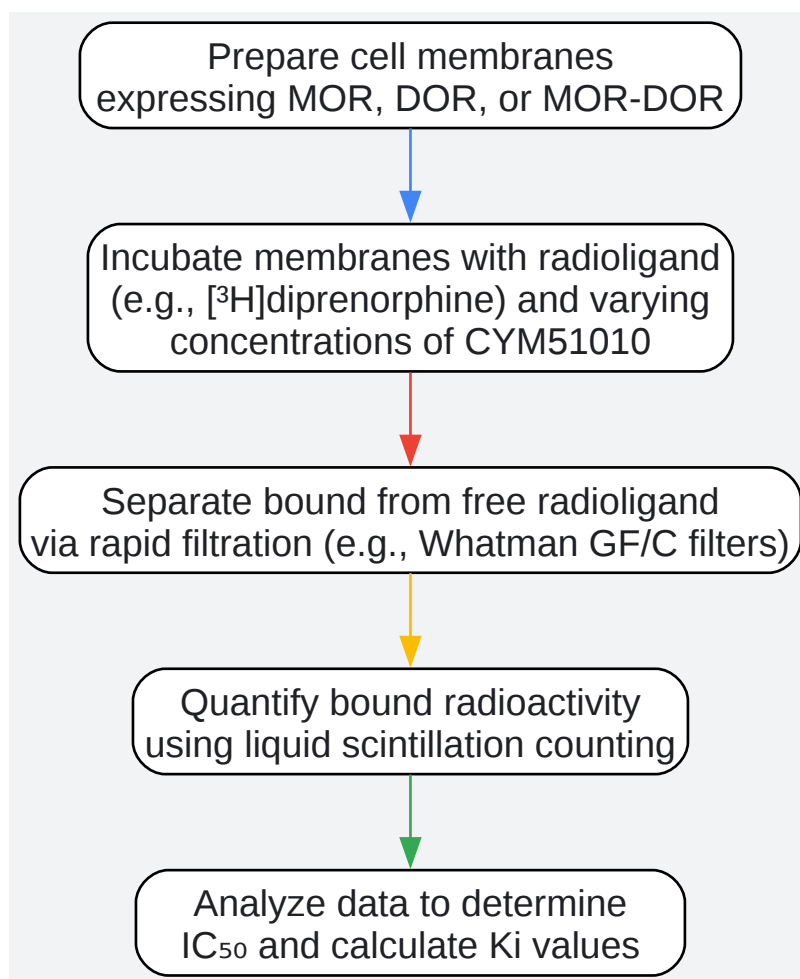 Prepare cell membranes
expressing MOR, DOR, or MOR-DOR
Incubate membranes with radioligand
(e.g., [³H]diprenorphine) and varying
concentrations of CYM51010
Separate bound from free radioligand
via rapid filtration (e.g., Whatman GF/C filters)
Quantify bound radioactivity
using liquid scintillation counting
Analyze data to determine
IC₅₀ and calculate Ki values